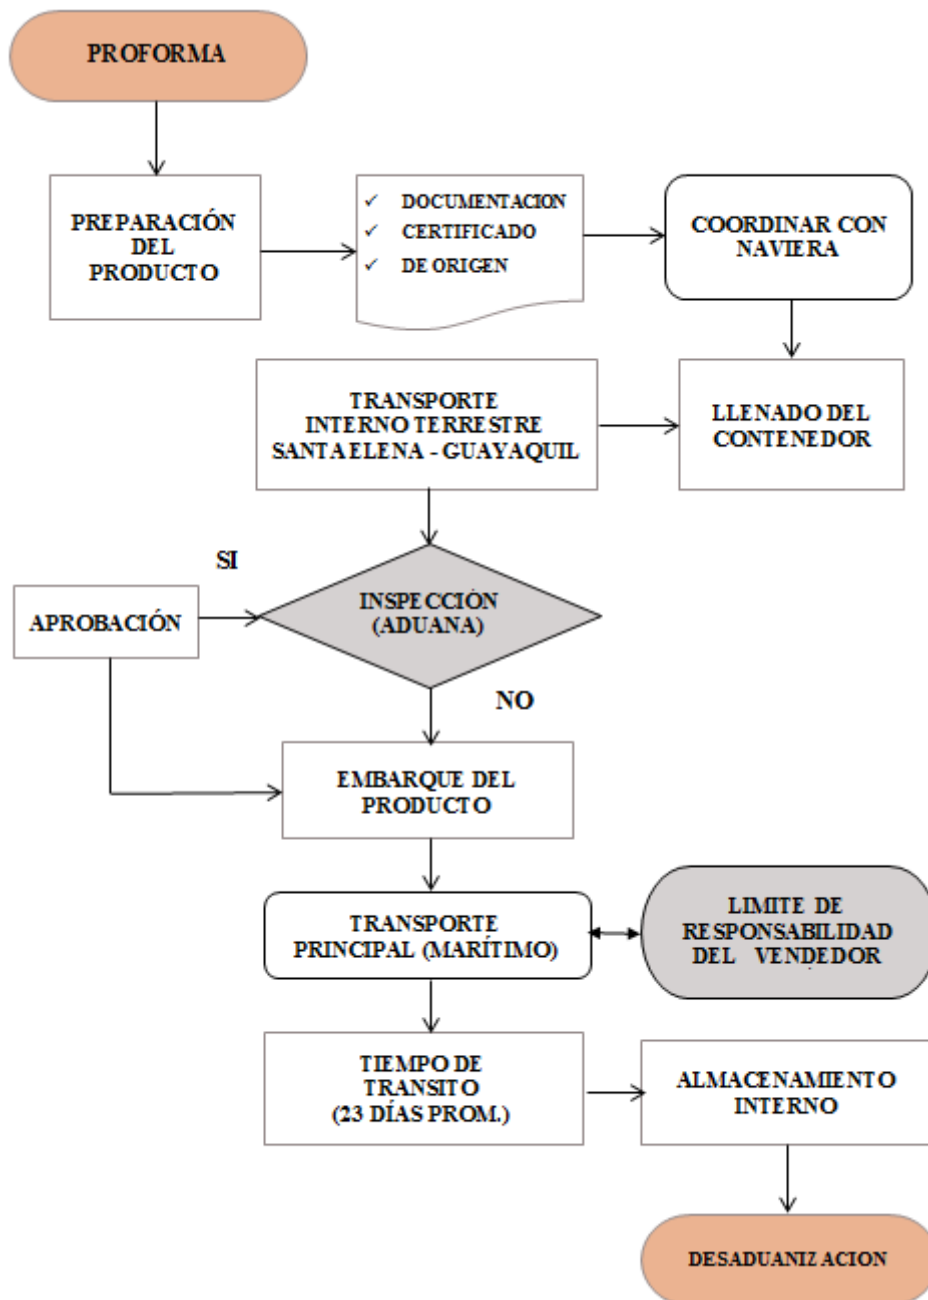 PROFORMA
PREPARACIÓN
DEL
PRODUCTO
✓ DOCUMENTACION
✓ CERTIFICADO
✓ DE ORIGEN
COORDINAR CON
NAVIERA
TRANSPORTE
INTERNO TERRESTRE
SANTA ELENA - GUAYAQUIL
LLENADO DEL
CONTENEDOR
SI
APROBACIÓN
INSPECCIÓN
(ADUANA)
NO
EMBARQUE DEL
PRODUCTO
TRANSPORTE
PRINCIPAL (MARÍTIMO)
LIMITE DE
RESPONSABILIDAD
DEL VENDEDOR
TIEMPO DE
TRANSITO
(23 DÍAS PROM.)
ALMACENAMIENTO
INTERNO
DESADUANIZACION